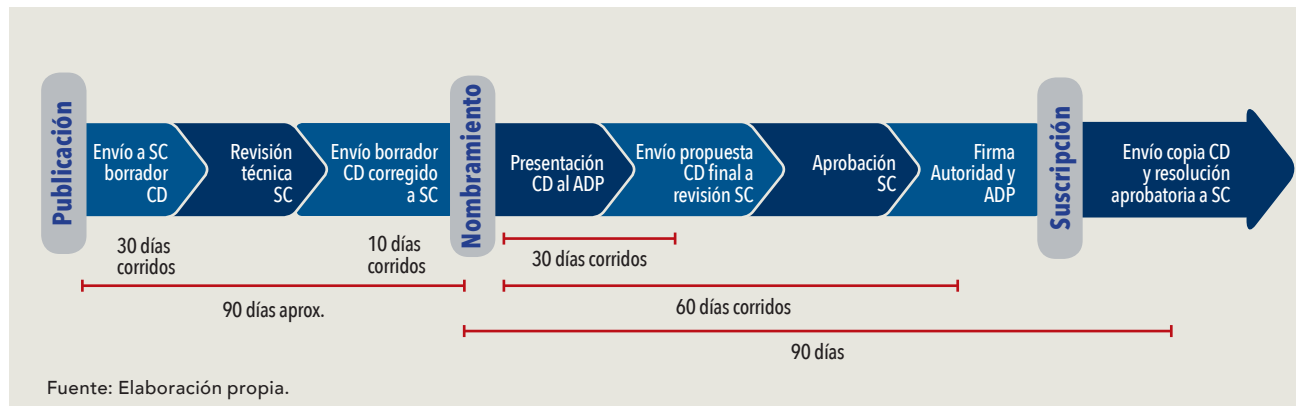 Publicación
Envío a SC
borrador
CD
Revisión
técnica
SC
Envío borrador
CD corregido
a SC
Nombramiento
Presentación
CD al ADP
Envío propuesta
CD final a
revisión SC
Aprobación
SC
Firma
Autoridad y
ADP
Suscripción
Envío copia CD
y resolución
aprobatoria a SC
30 días
corridos
10 días
corridos
30 días corridos
90 días aprox.
60 días corridos
90 días
Fuente: Elaboración propia.